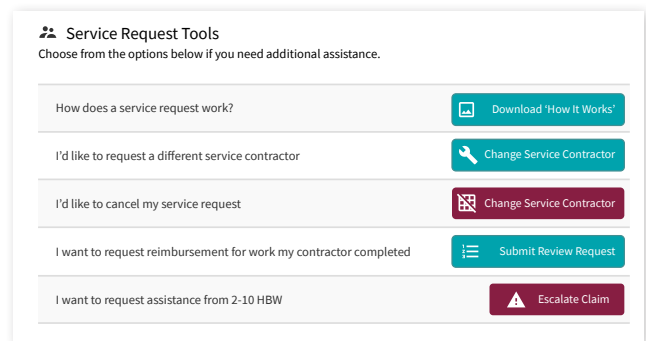 Service Request Tools
Choose from the options below if you need additional assistance.
How does a service request work? Download ‘How It Works’
I’d like to request a different service contractor Change Service Contractor
I’d like to cancel my service request Change Service Contractor
I want to request reimbursement for work my contractor completed Submit Review Request
I want to request assistance from 2-10 HBW Escalate Claim